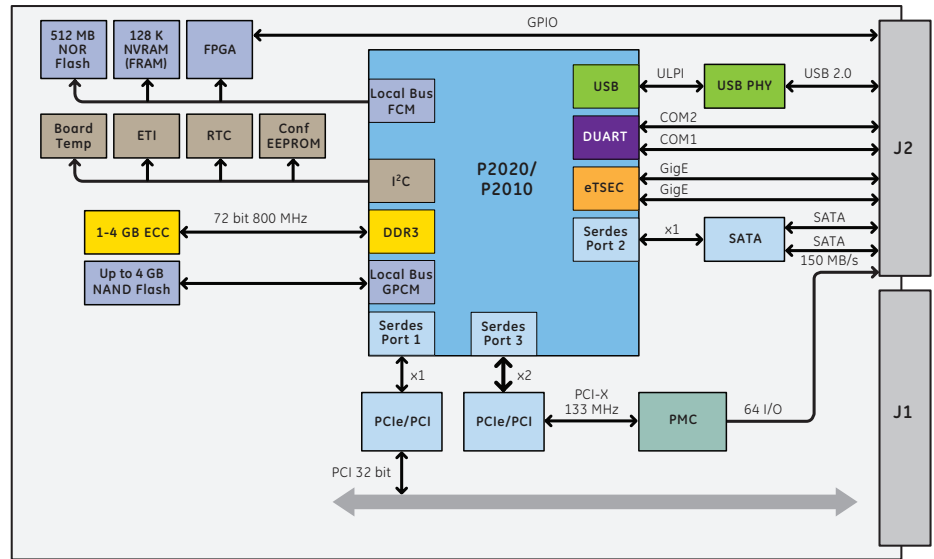 GPIO
512 MB
NOR
Flash
128 K
NVRAM
(FRAM)
FPGA
Local Bus
FCM
USB
ULPI
USB PHY
USB 2.0
Board
Temp
ETI
RTC
Conf
EEPROM
DUART
COM2
COM1
J2
P2020/
P2010
I²C
eTSEC
GigE
GigE
1-4 GB ECC
72 bit 800 MHz
DDR3
Serdes
Port 2
x1
SATA
SATA
SATA
150 MB/s
Up to 4 GB
NAND Flash
Local Bus
GPCM
Serdes
Port 1
Serdes
Port 3
x1
x2
PCIe/PCI
PCIe/PCI
PCI-X
133 MHz
PMC
64 I/O
J1
PCI 32 bit